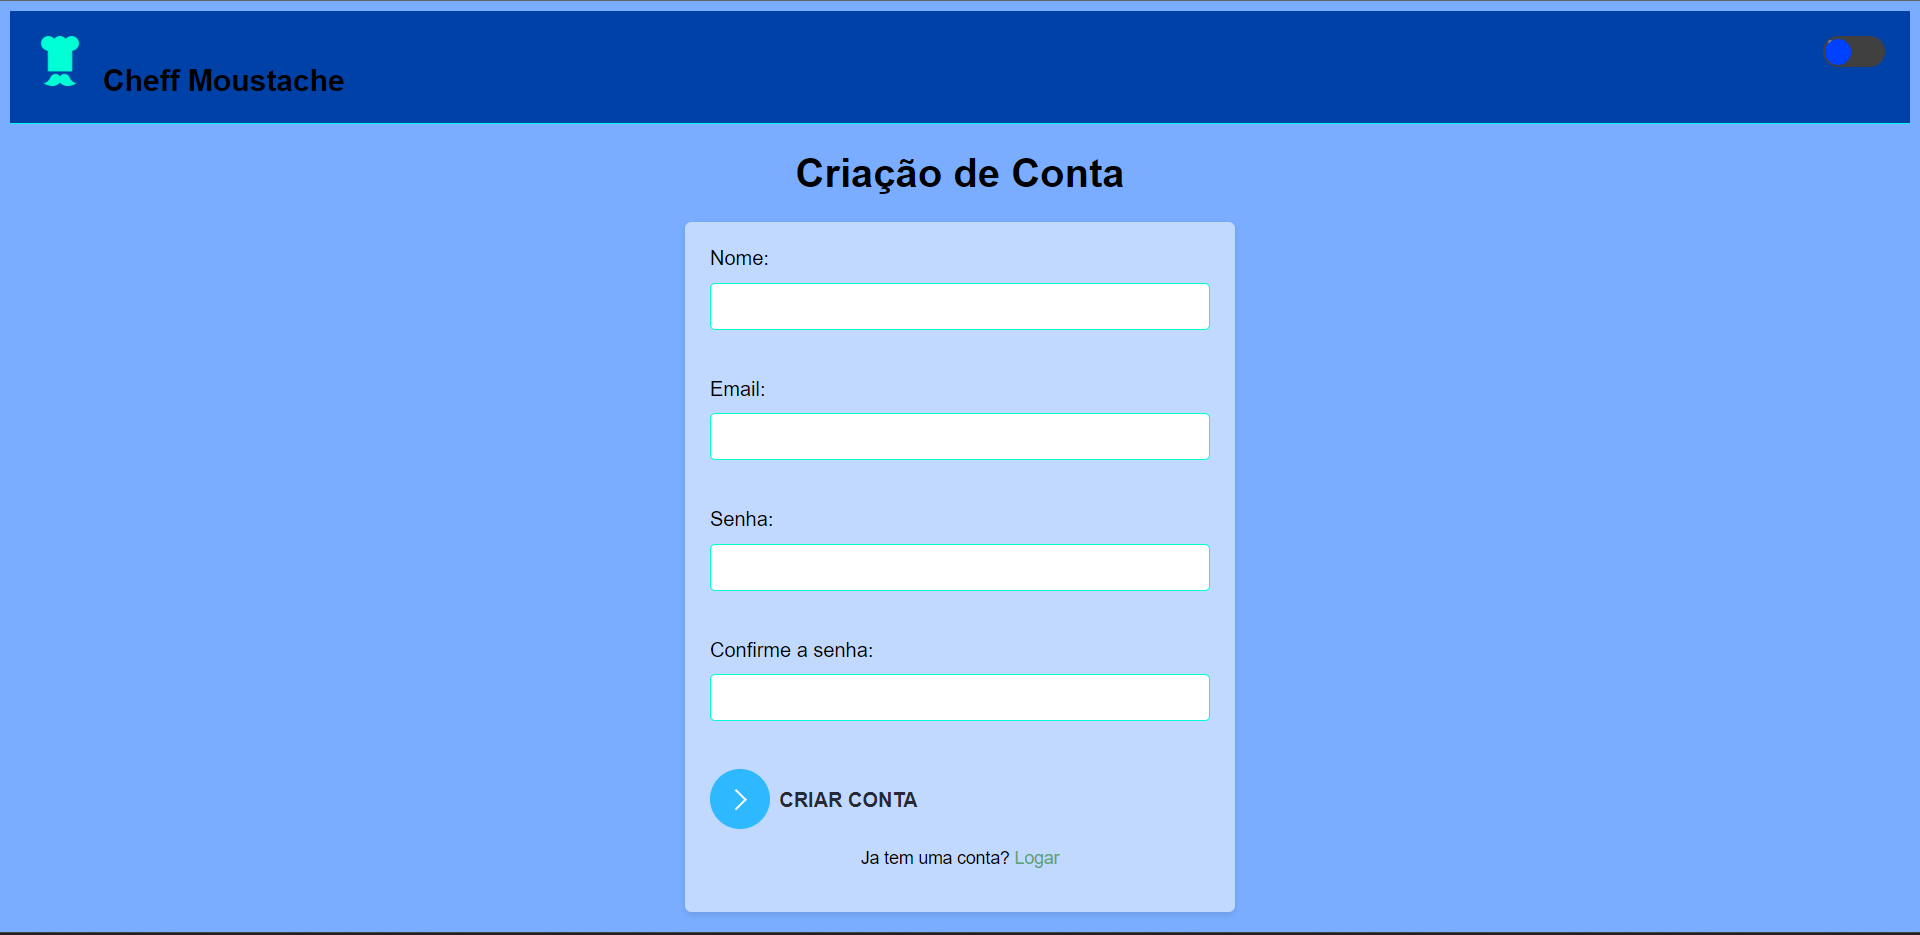 Cheff Moustache
Criação de Conta
Nome:
Email:
Senha:
Confirme a senha:
CRIAR CONTA
Ja tem uma conta? Logar